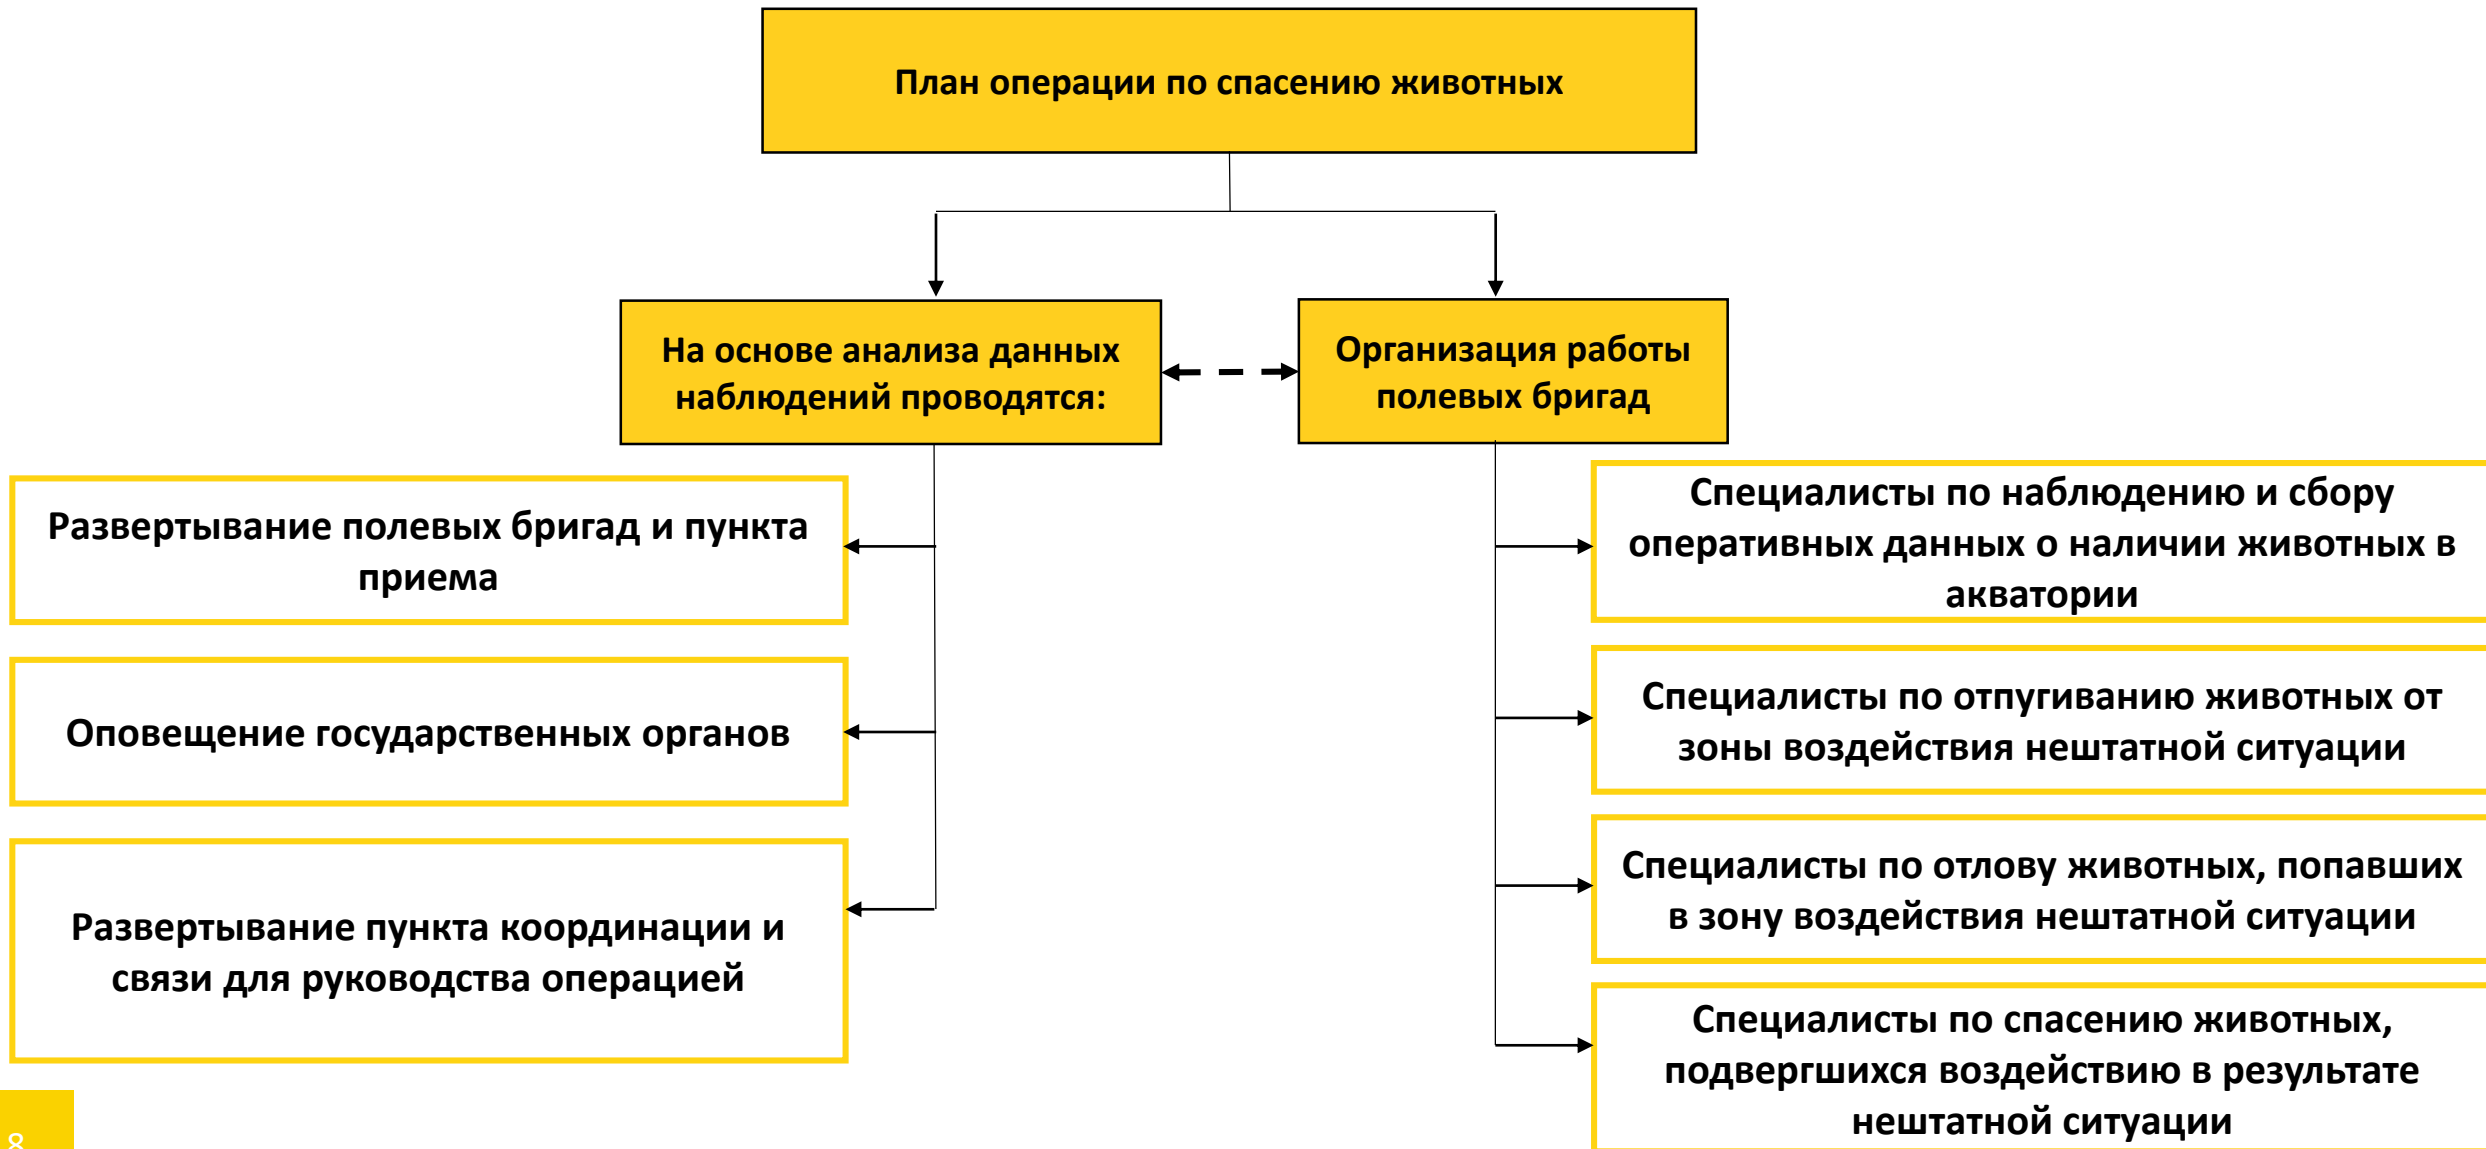 План операции по спасению животных
На основе анализа данных
наблюдений проводятся:
Организация работы
полевых бригад
Развертывание полевых бригад и пункта
приема
Оповещение государственных органов
Развертывание пункта координации и
связи для руководства операцией
Специалисты по наблюдению и сбору
оперативных данных о наличии животных в
акватории
Специалисты по отпугиванию животных от
зоны воздействия нештатной ситуации
Специалисты по отлову животных, попавших
в зону воздействия нештатной ситуации
Специалисты по спасению животных,
подвергшихся воздействию в результате
нештатной ситуации
8